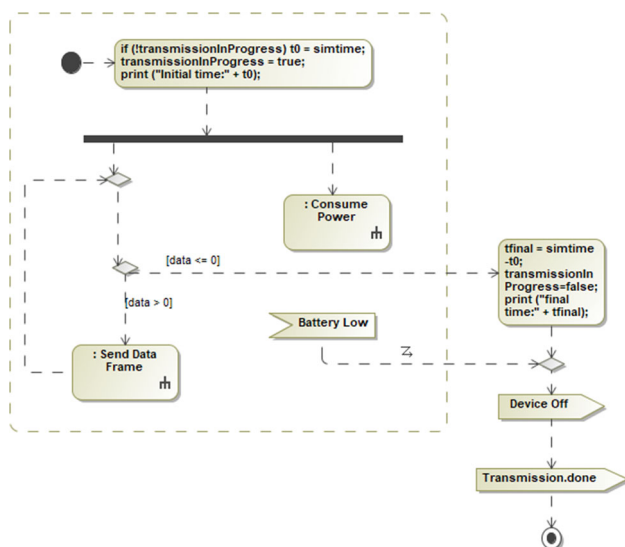 if (!transmissionInProgress) t0 = simtime;
transmissionInProgress = true;
print ("Initial time:" + t0);
: Consume
Power
[data <= 0]
tfinal = simtime
-t0;
transmissionIn
Progress=false;
print ("final
time:" + tfinal);
[data > 0]
Battery Low
: Send Data
Frame
Device Off
Transmission.done